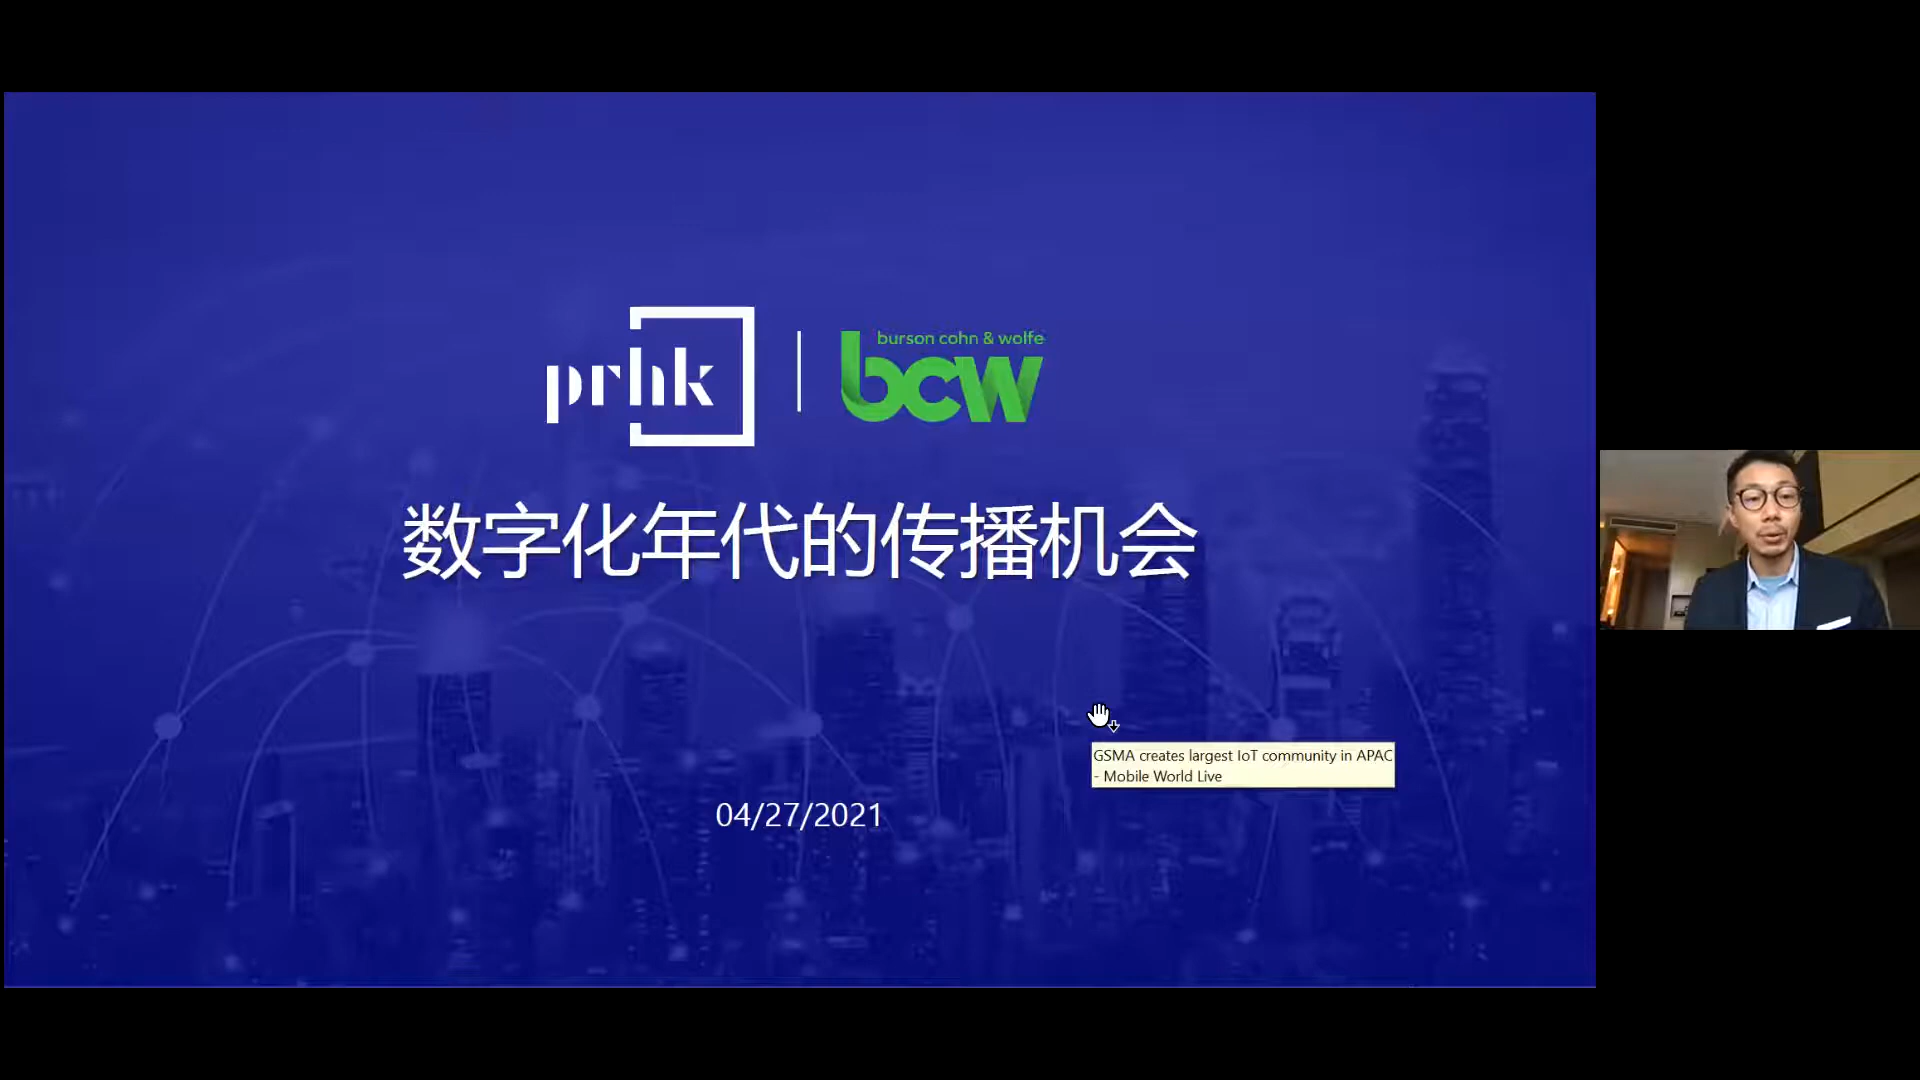 prhk
burson cohn & wolfe
bcw
数字化年代的传播机会
GSMA creates largest IoT community in APAC
- Mobile World Live
04/27/2021